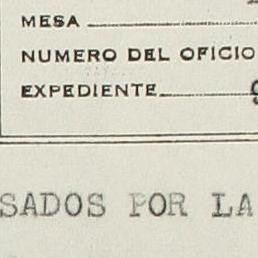 MESA
NUMERO DEL OFICIO
EXPEDIENTE
SADOS POR LA